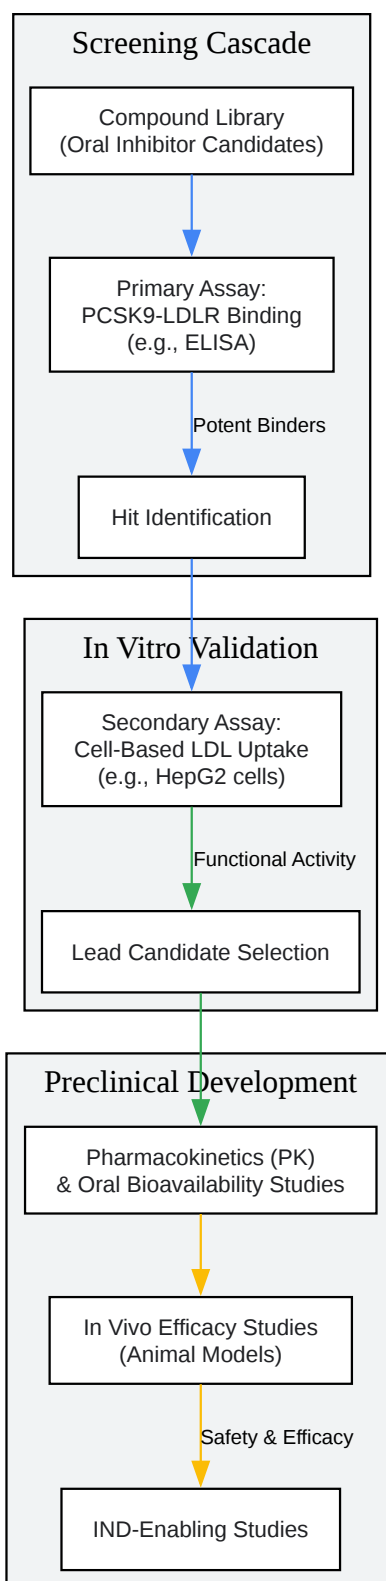 Screening Cascade
Compound Library
(Oral Inhibitor Candidates)
Primary Assay:
PCSK9-LDLR Binding
(e.g., ELISA)
Potent Binders
Hit Identification
In Vitro Validation
Secondary Assay:
Cell-Based LDL Uptake
(e.g., HepG2 cells)
Functional Activity
Lead Candidate Selection
Preclinical Development
Pharmacokinetics (PK)
& Oral Bioavailability Studies
In Vivo Efficacy Studies
(Animal Models)
Safety & Efficacy
IND-Enabling Studies